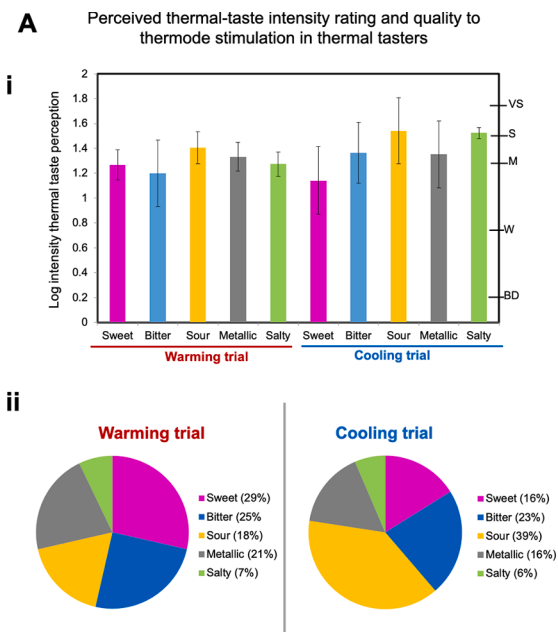 A
Perceived thermal-taste intensity rating and quality to
thermode stimulation in thermal tasters
i
Log intensity thermal taste perception
2
1.8
1.6
1.4
1.2
1
0.8
0.6
0.4
0.2
0
VS
S
M
W
BD
Sweet Bitter Sour Metallic Salty Sweet Bitter Sour Metallic Salty
Warming trial Cooling trial
ii
Warming trial
Sweet (29%)
Bitter (25%
Sour (18%)
Metallic (21%)
Salty (7%)
Cooling trial
Sweet (16%)
Bitter (23%)
Sour (39%)
Metallic (16%)
Salty (6%)